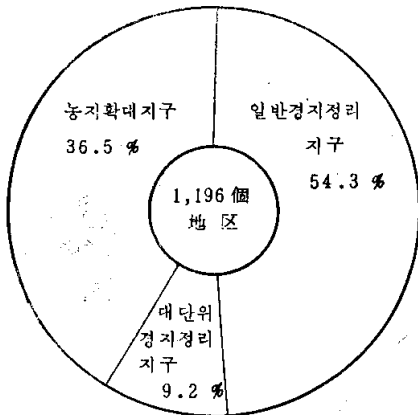 농지확대지구
36.5 %
일반경지정리
지구
54.3 %
1,196 個
地区
대단위
경지정리
지구
9.2 %